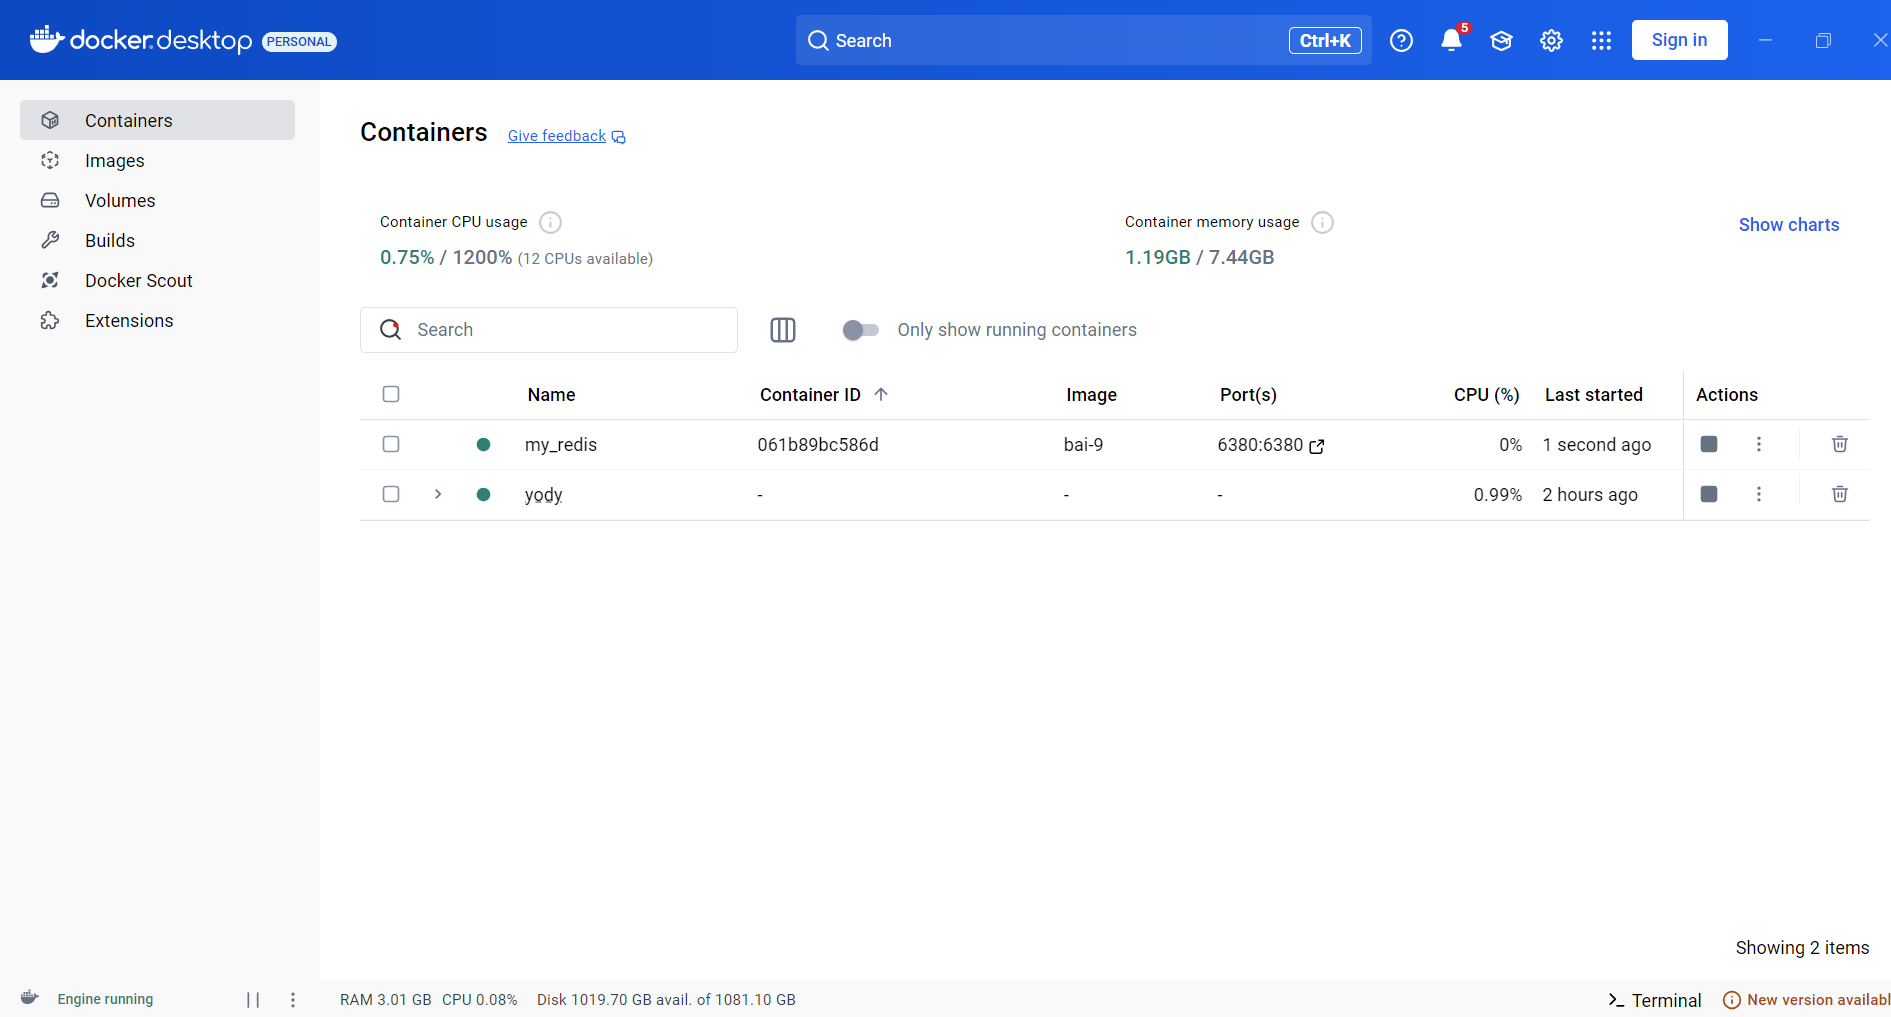 docker.desktop PERSONAL
Search
Ctrl+K
5
Sign in
Containers
Images
Volumes
Builds
Docker Scout
Extensions
Containers
Give feedback
Container CPU usage
0.75% / 1200% (12 CPUs available)
Container memory usage
1.19GB / 7.44GB
Show charts
Search
Only show running containers
Name Container ID Image Port(s) CPU (%) Last started Actions
my_redis 061b89bc586d bai-9 6380:6380 0% 1 second ago
yody - - - 0.99% 2 hours ago
Showing 2 items
Engine running
RAM 3.01 GB CPU 0.08% Disk 1019.70 GB avail. of 1081.10 GB
Terminal
New version availabl